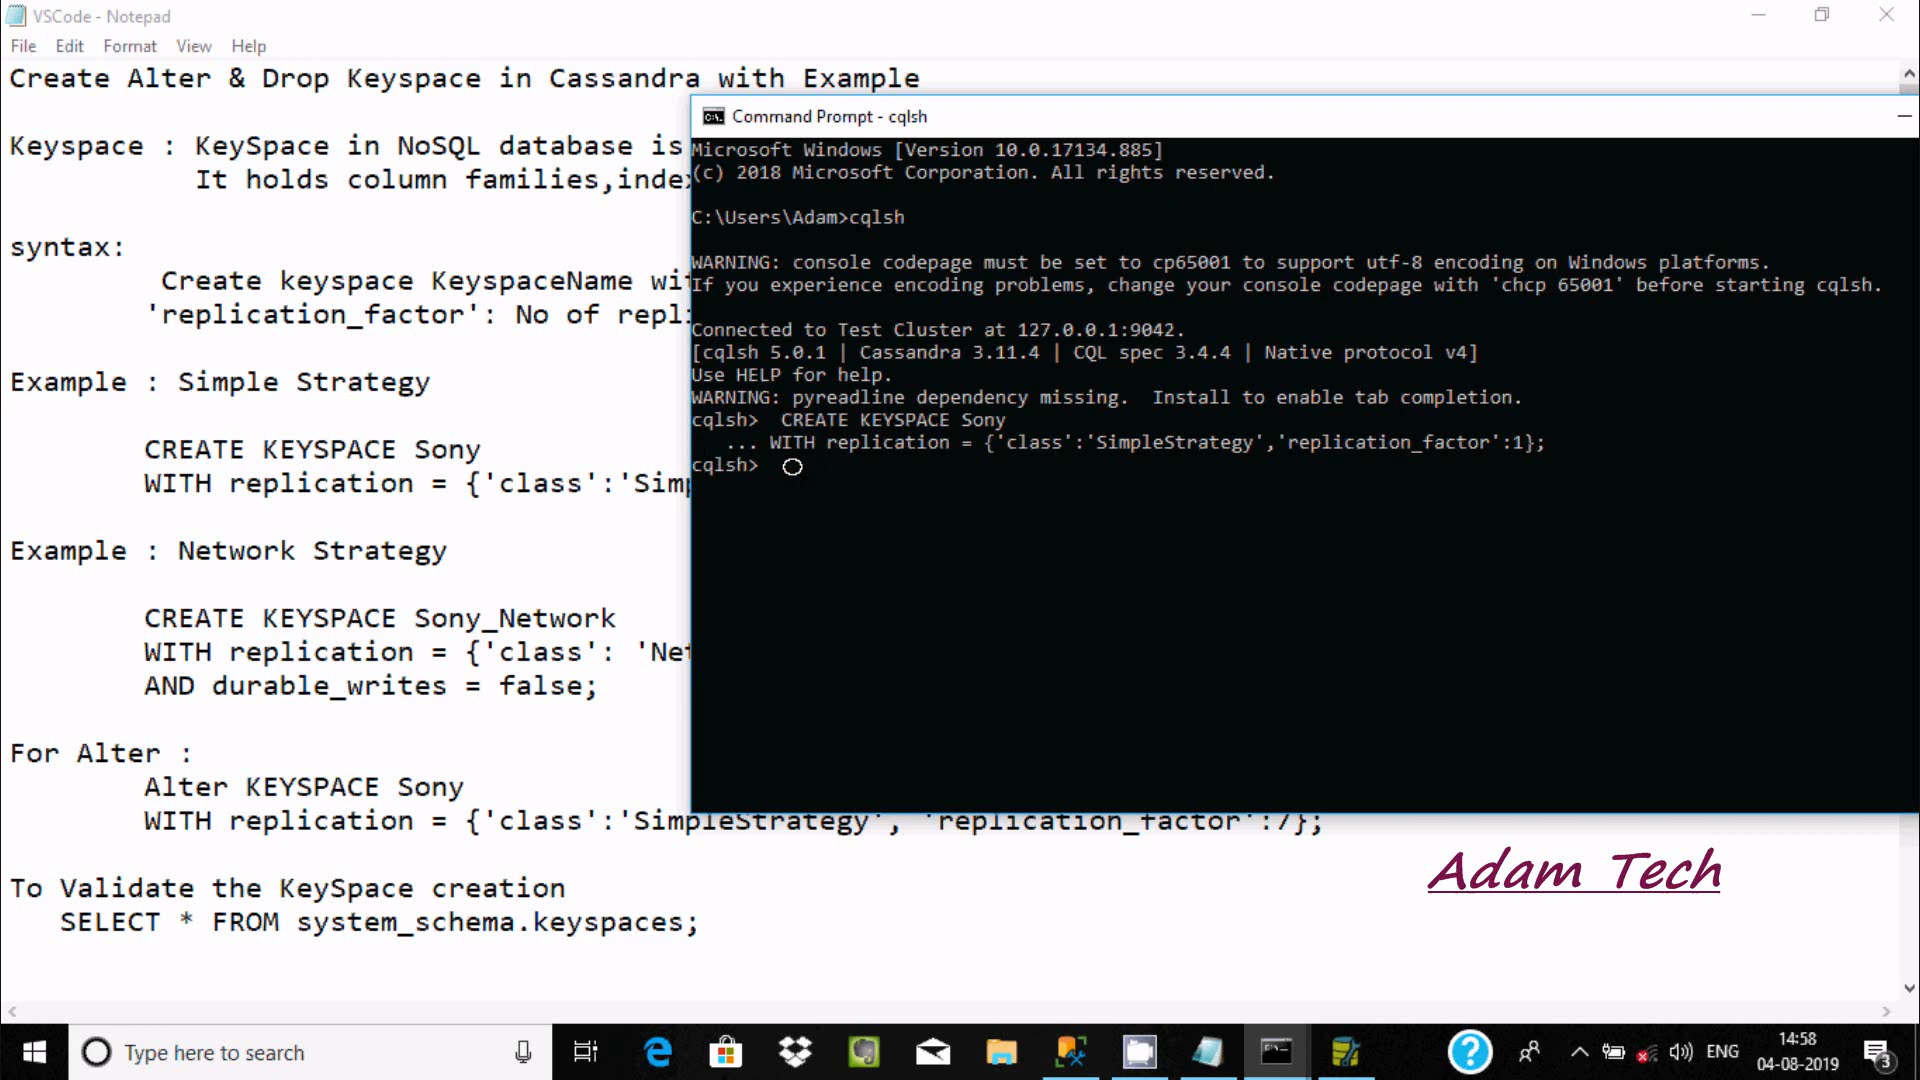 VSCode - Notepad
File Edit Format View Help
Create Alter & Drop Keyspace in Cassandra with Example
Keyspace : KeySpace in NoSQL database is
It holds column families,index
syntax:
Create keyspace KeyspaceName wit
'replication_factor': No of repli
Example : Simple Strategy
CREATE KEYSPACE Sony
WITH replication = {'class':'Simp
Example : Network Strategy
CREATE KEYSPACE Sony_Network
WITH replication = {'class': 'Net
AND durable_writes = false;
For Alter :
Alter KEYSPACE Sony
WITH replication = {'class':'SimpleStrategy', 'replication_factor':7};
To Validate the KeySpace creation
SELECT * FROM system_schema.keyspaces;
Command Prompt - cqlsh
Microsoft Windows [Version 10.0.17134.885]
(c) 2018 Microsoft Corporation. All rights reserved.
C:\Users\Adam>cqlsh
WARNING: console codepage must be set to cp65001 to support utf-8 encoding on Windows platforms.
If you experience encoding problems, change your console codepage with 'chcp 65001' before starting cqlsh.
Connected to Test Cluster at 127.0.0.1:9042.
[cqlsh 5.0.1 | Cassandra 3.11.4 | CQL spec 3.4.4 | Native protocol v4]
Use HELP for help.
WARNING: pyreadline dependency missing.  Install to enable tab completion.
cqlsh>  CREATE KEYSPACE Sony
... WITH replication = {'class':'SimpleStrategy','replication_factor':1};
cqlsh>
Adam Tech
Type here to search
ENG
14:58
04-08-2019
3